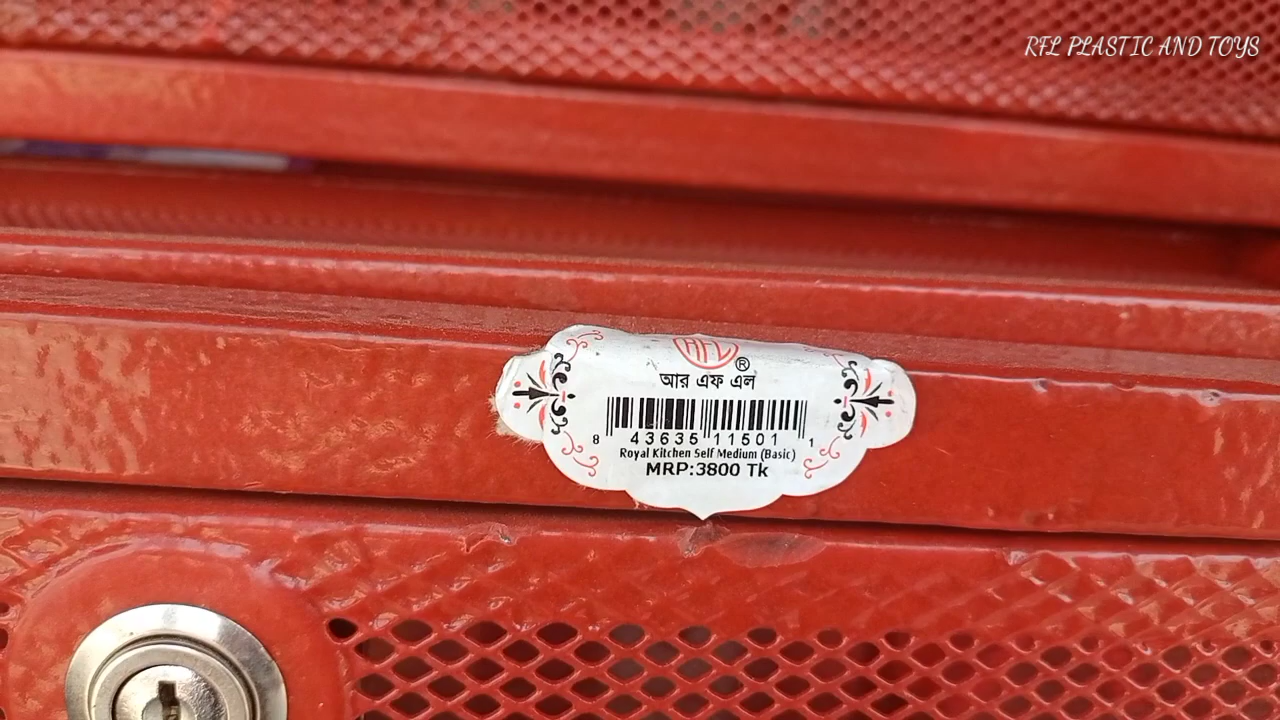 RFL PLASTIC AND TOYS
RFL ®
আর এফ এল
8 43635 11501 1
Royal Kitchen Self Medium (Basic)
MRP:3800 Tk